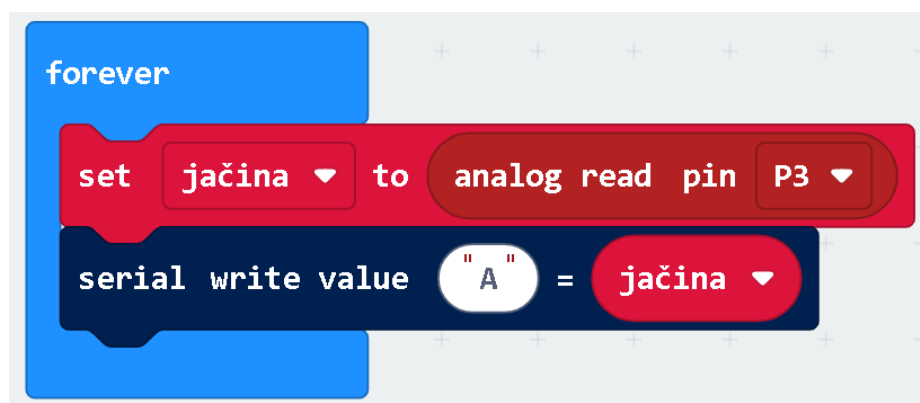 forever
set jačina to analog read pin P3
serial write value "A" = jačina